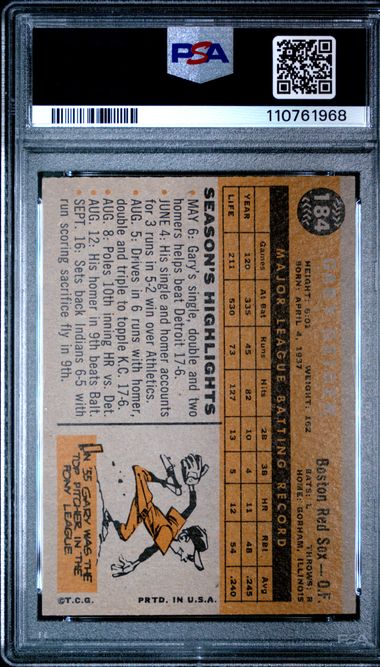 PSA
110761968
184
GARY GEIGER
Boston Red Sox - O.F.
HEIGHT: 6:02 WEIGHT: 162 BATS: L THROWS: R
BORN: APRIL 4, 1937 HOME: GORHAM, ILLINOIS
MAJOR LEAGUE BATTING RECORD
Games At-Bat Runs Hits 2B 3B HR RBI Avg
YEAR 120 335 45 82 10 4 11 48 .245
LIFE 211 530 73 127 13 5 12 54 .240
SEASON'S HIGHLIGHTS
• MAY 6: Gary's single, double and two
homers helps beat Detroit 17-6.
• JUNE 4: His single and homer accounts
for 3 runs in 5-2 win over Athletics.
• AUG. 5: Drives in 6 runs with homer,
double and triple to topple K.C. 17-6.
• AUG. 8: Poles 10th inning HR vs. Det.
• AUG. 12: His homer in 9th beats Balt.
• SEPT. 16: Sets back Indians 6-5 with
run scoring sacrifice fly in 9th.
IN '55 GARY WAS THE
TOP PITCHER IN THE
PONY LEAGUE.
©T.C.G. PRTD. IN U.S.A.
PSA